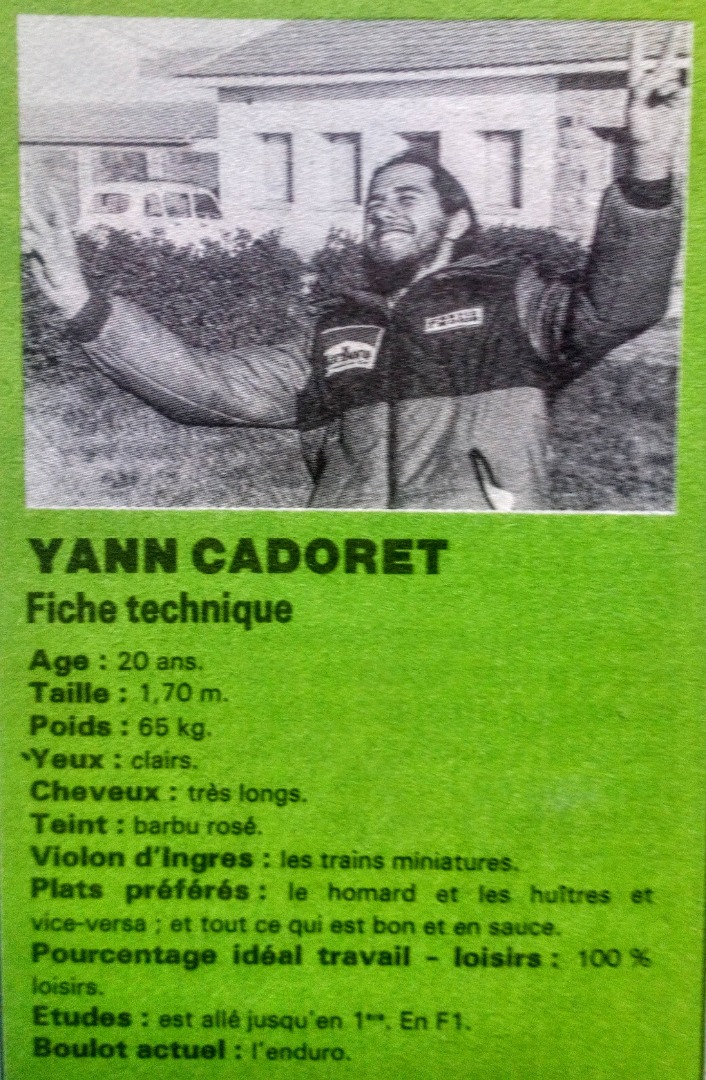 YANN CADORET
Fiche technique
Age : 20 ans.
Taille : 1,70 m.
Poids : 65 kg.
Yeux : clairs.
Cheveux : très longs.
Teint : barbu rosé.
Violon d'Ingres : les trains miniatures.
Plats préférés : le homard et les huîtres et
vice-versa ; et tout ce qui est bon et en sauce.
Pourcentage idéal travail - loisirs : 100 %
loisirs.
Etudes : est allé jusqu'en 1ère. En F1.
Boulot actuel : l'enduro.